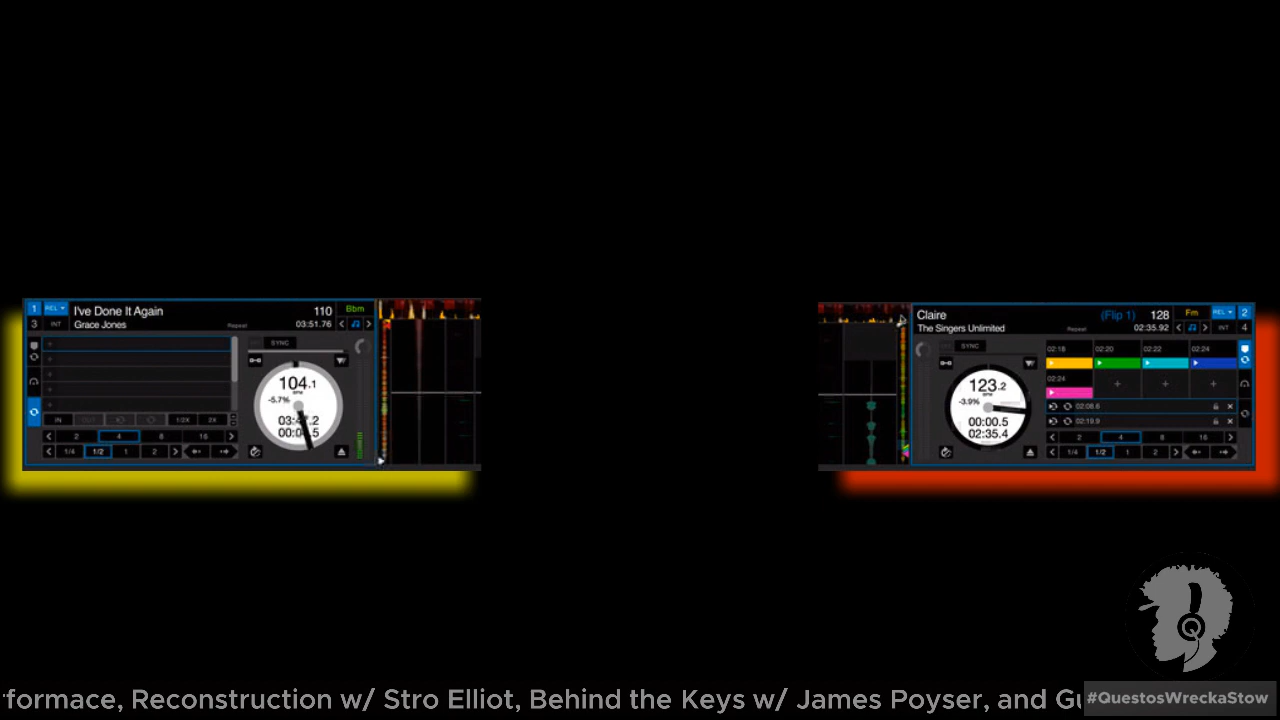 1 REL I've Done It Again 110 Bbm
3 INT Grace Jones Repeat 03:51.76
SYNC
104.1
BPM
-5.7%
IN 1/2X 2X
2 4 8 16
1/4 1/2 1 2
Claire (Flip 1) 128 Fm REL 2
The Singers Unlimited Repeat 02:35.92 INT 4
SYNC
02:18 02:20 02:22 02:24
02:24
123.2
BPM
-3.9%
00:00.5
02:35.4
02:08.6
02:19.9
2 4 8 16
1/4 1/2 1 2
formace, Reconstruction w/ Stro Elliot, Behind the Keys w/ James Poyser, and Gu
#QuestosWreckaStow